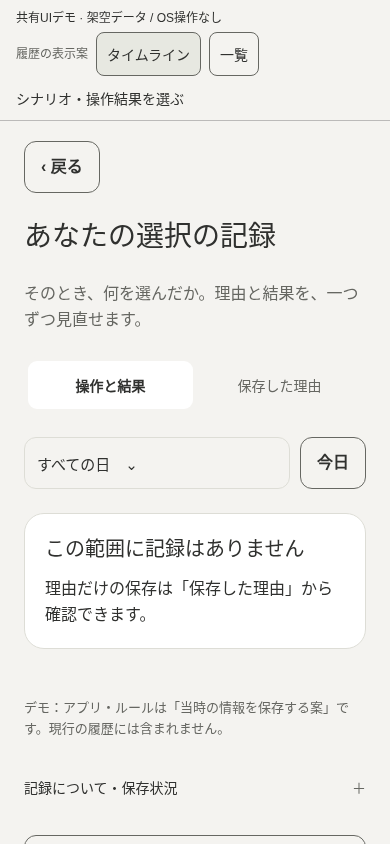 共有UIデモ · 架空データ / OS操作なし
履歴の表示案 タイムライン 一覧
シナリオ・操作結果を選ぶ
‹ 戻る
あなたの選択の記録
そのとき、何を選んだか。理由と結果を、一つ
ずつ見直せます。
操作と結果 保存した理由
すべての日 今日
この範囲に記録はありません
理由だけの保存は「保存した理由」から
確認できます。
デモ：アプリ・ルールは「当時の情報を保存する案」で
す。現行の履歴には含まれません。
記録について・保存状況 ＋